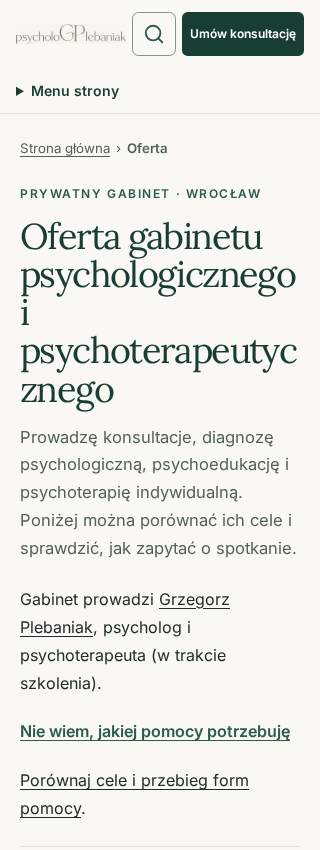 psycholoGPlebaniak
Umów konsultację
Menu strony
Strona główna › Oferta
PRYWATNY GABINET · WROCŁAW
Oferta gabinetu
psychologicznego
i
psychoterapeutyc
znego
Prowadzę konsultacje, diagnozę
psychologiczną, psychoedukację i
psychoterapię indywidualną.
Poniżej można porównać ich cele i
sprawdzić, jak zapytać o spotkanie.
Gabinet prowadzi Grzegorz
Plebaniak, psycholog i
psychoterapeuta (w trakcie
szkolenia).
Nie wiem, jakiej pomocy potrzebuję
Porównaj cele i przebieg form
pomocy.